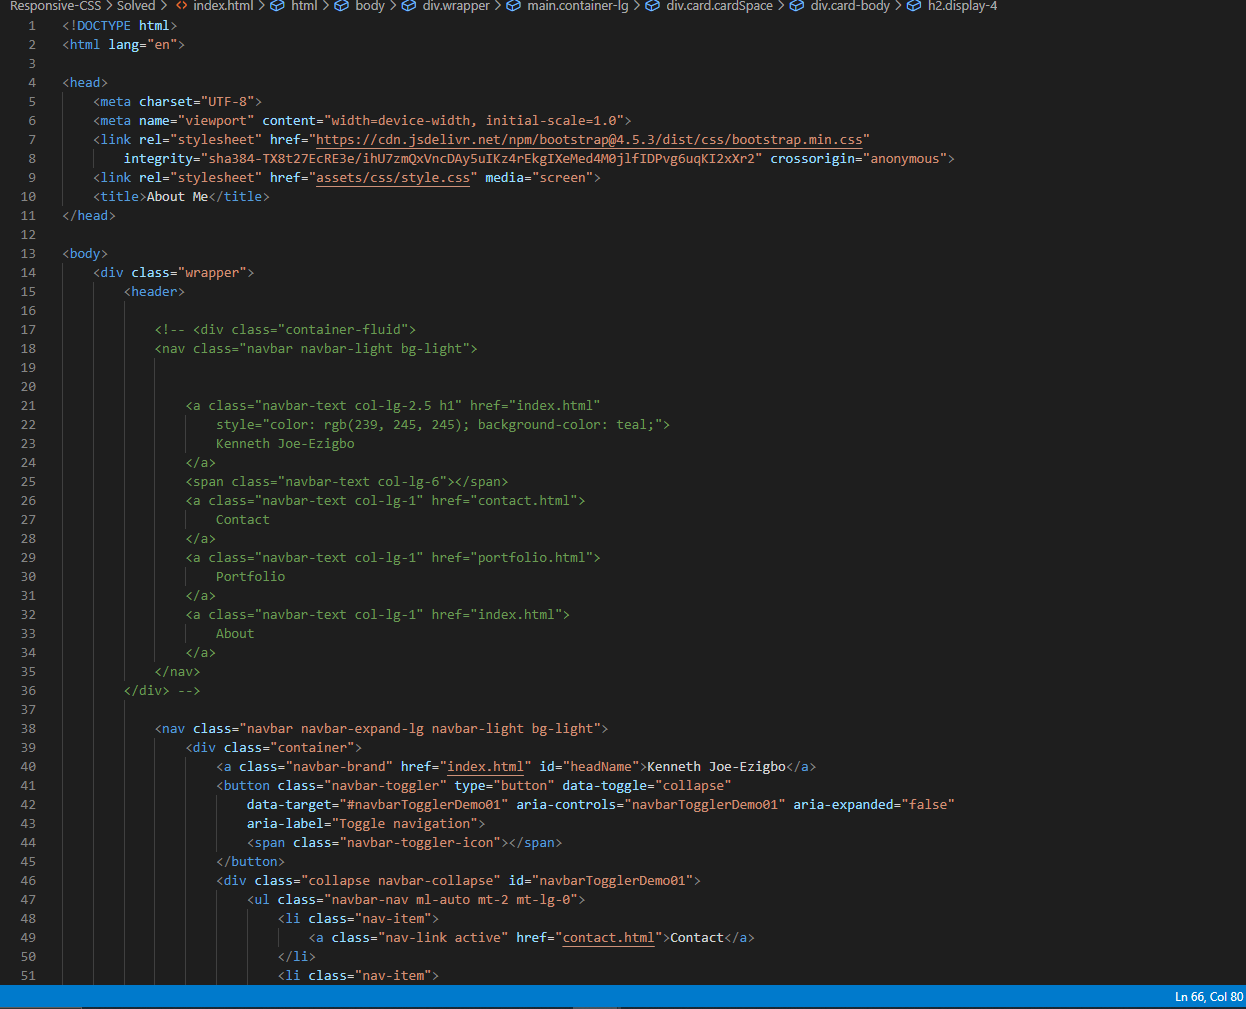 Responsive-CSS > Solved > <> index.html > html > body > div.wrapper > main.container-lg > div.card.cardSpace > div.card-body > h2.display-4
1 <!DOCTYPE html>
2 <html lang="en">
3
4 <head>
5 <meta charset="UTF-8">
6 <meta name="viewport" content="width=device-width, initial-scale=1.0">
7 <link rel="stylesheet" href="https://cdn.jsdelivr.net/npm/bootstrap@4.5.3/dist/css/bootstrap.min.css"
8 integrity="sha384-TX8t27EcRE3e/ihU7zmQxVncDAy5uIKz4rEkgIXeMed4M0jlfIDPvg6uqKI2xXr2" crossorigin="anonymous">
9 <link rel="stylesheet" href="assets/css/style.css" media="screen">
10 <title>About Me</title>
11 </head>
12
13 <body>
14 <div class="wrapper">
15 <header>
16
17 <!-- <div class="container-fluid">
18 <nav class="navbar navbar-light bg-light">
19
20
21 <a class="navbar-text col-lg-2.5 h1" href="index.html"
22 style="color: rgb(239, 245, 245); background-color: teal;">
23 Kenneth Joe-Ezigbo
24 </a>
25 <span class="navbar-text col-lg-6"></span>
26 <a class="navbar-text col-lg-1" href="contact.html">
27 Contact
28 </a>
29 <a class="navbar-text col-lg-1" href="portfolio.html">
30 Portfolio
31 </a>
32 <a class="navbar-text col-lg-1" href="index.html">
33 About
34 </a>
35 </nav>
36 </div> -->
37
38 <nav class="navbar navbar-expand-lg navbar-light bg-light">
39 <div class="container">
40 <a class="navbar-brand" href="index.html" id="headName">Kenneth Joe-Ezigbo</a>
41 <button class="navbar-toggler" type="button" data-toggle="collapse"
42 data-target="#navbarTogglerDemo01" aria-controls="navbarTogglerDemo01" aria-expanded="false"
43 aria-label="Toggle navigation">
44 <span class="navbar-toggler-icon"></span>
45 </button>
46 <div class="collapse navbar-collapse" id="navbarTogglerDemo01">
47 <ul class="navbar-nav ml-auto mt-2 mt-lg-0">
48 <li class="nav-item">
49 <a class="nav-link active" href="contact.html">Contact</a>
50 </li>
51 <li class="nav-item">
Ln 66, Col 80